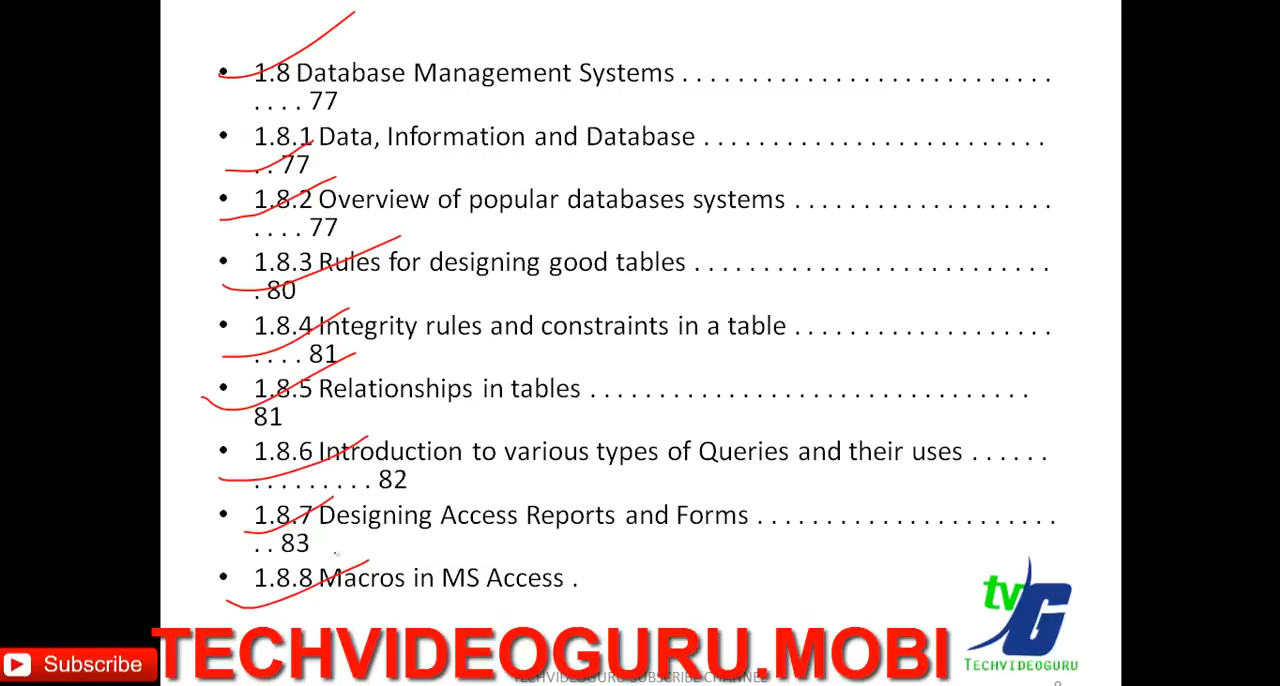 • 1.8 Database Management Systems . . . . . . . . . . . . . . . . . . . . . . . . . . .
. . . . 77
• 1.8.1 Data, Information and Database . . . . . . . . . . . . . . . . . . . . . . . . .
. . 77
• 1.8.2 Overview of popular databases systems . . . . . . . . . . . . . . . . . . .
. . . . 77
• 1.8.3 Rules for designing good tables . . . . . . . . . . . . . . . . . . . . . . . . . .
. 80
• 1.8.4 Integrity rules and constraints in a table . . . . . . . . . . . . . . . . . . .
. . . . 81
• 1.8.5 Relationships in tables . . . . . . . . . . . . . . . . . . . . . . . . . . . . . . . .
81
• 1.8.6 Introduction to various types of Queries and their uses . . . . . .
. . . . . . . . . 82
• 1.8.7 Designing Access Reports and Forms . . . . . . . . . . . . . . . . . . . . . .
. . 83
• 1.8.8 Macros in MS Access .
tvG
TECHVIDEOGURU
Subscribe
TECHVIDEOGURU.MOBI
TECHVIDEOGURU SUBSCRIBE CHANNEL